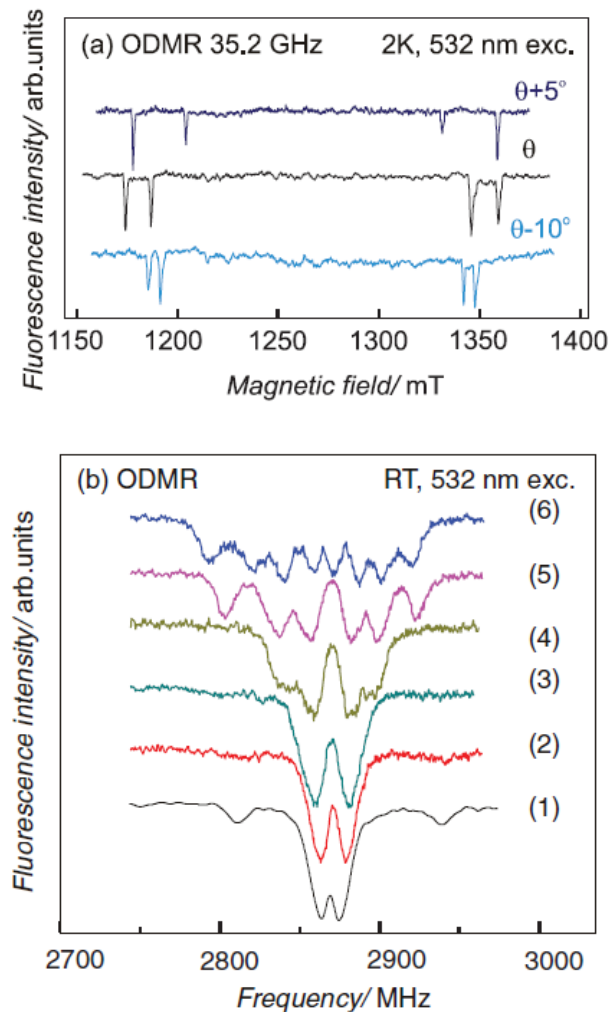 (a) ODMR 35.2 GHz 2K, 532 nm exc.
θ+5°
θ
θ-10°
Fluorescence intensity/ arb.units
1150 1200 1250 1300 1350 1400
Magnetic field/ mT
(b) ODMR RT, 532 nm exc.
(6)
(5)
(4)
(3)
(2)
(1)
Fluorescence intensity/ arb.units
2700 2800 2900 3000
Frequency/ MHz